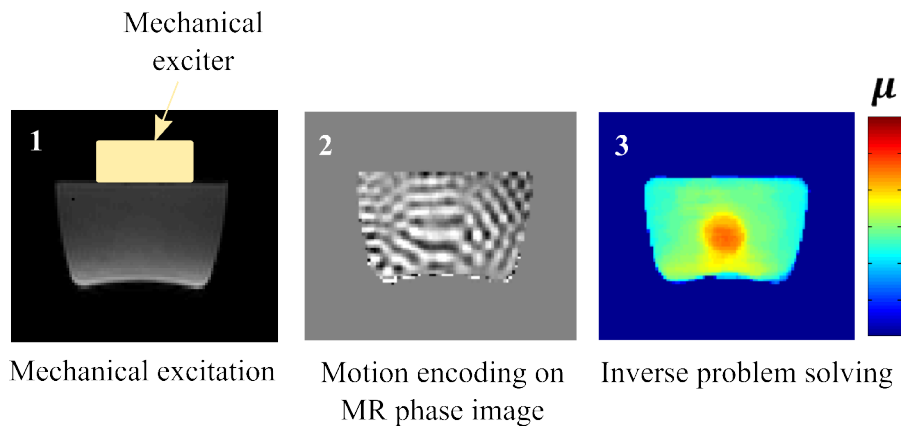 Mechanical
exciter
μ
1
2
3
Mechanical excitation
Motion encoding on
MR phase image
Inverse problem solving